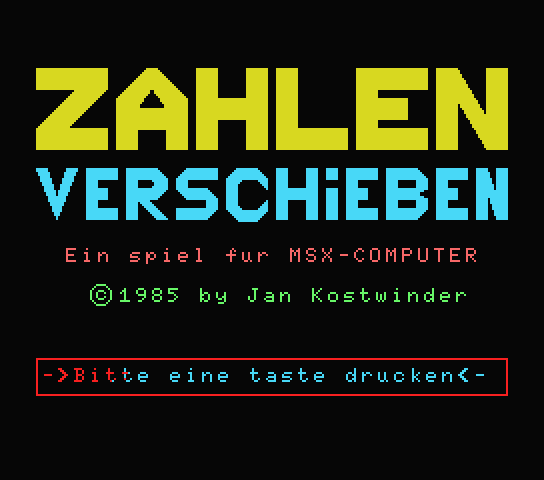 ZAHLEN
VERSCHiEBEN
Ein spiel fur MSX-COMPUTER
©1985 by Jan Kostwinder
->Bitte eine taste drucken<-